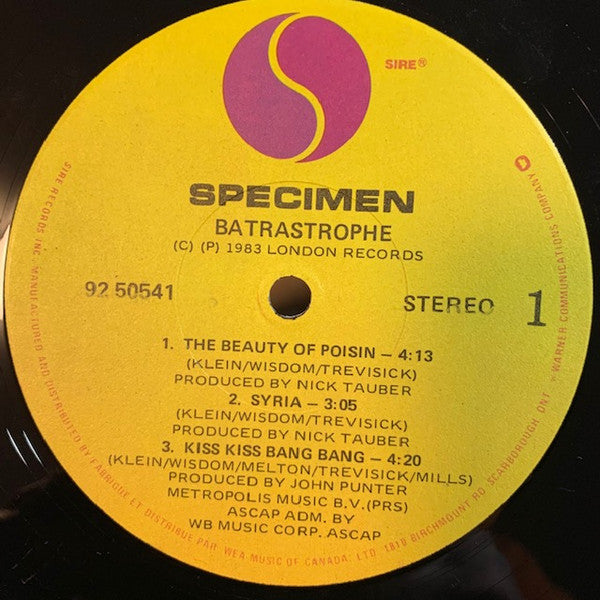 SIRE®
SPECIMEN
BATRASTROPHE
(C) (P) 1983 LONDON RECORDS
92 50541
STEREO 1
1. THE BEAUTY OF POISIN – 4:13
(KLEIN/WISDOM/TREVISICK)
PRODUCED BY NICK TAUBER
2. SYRIA – 3:05
(KLEIN/WISDOM/TREVISICK)
PRODUCED BY NICK TAUBER
3. KISS KISS BANG BANG – 4:20
(KLEIN/WISDOM/MELTON/TREVISICK/MILLS)
PRODUCED BY JOHN PUNTER
METROPOLIS MUSIC B.V.(PRS)
ASCAP ADM. BY
WB MUSIC CORP. ASCAP
SIRE RECORDS INC. MANUFACTURED AND DISTRIBUTED BY FABRIQUE ET DISTRIBUE PAR WEA MUSIC OF CANADA, LTD. 1810 BIRCHMOUNT RD. SCARBOROUGH ONT. • WARNER COMMUNICATIONS COMPANY